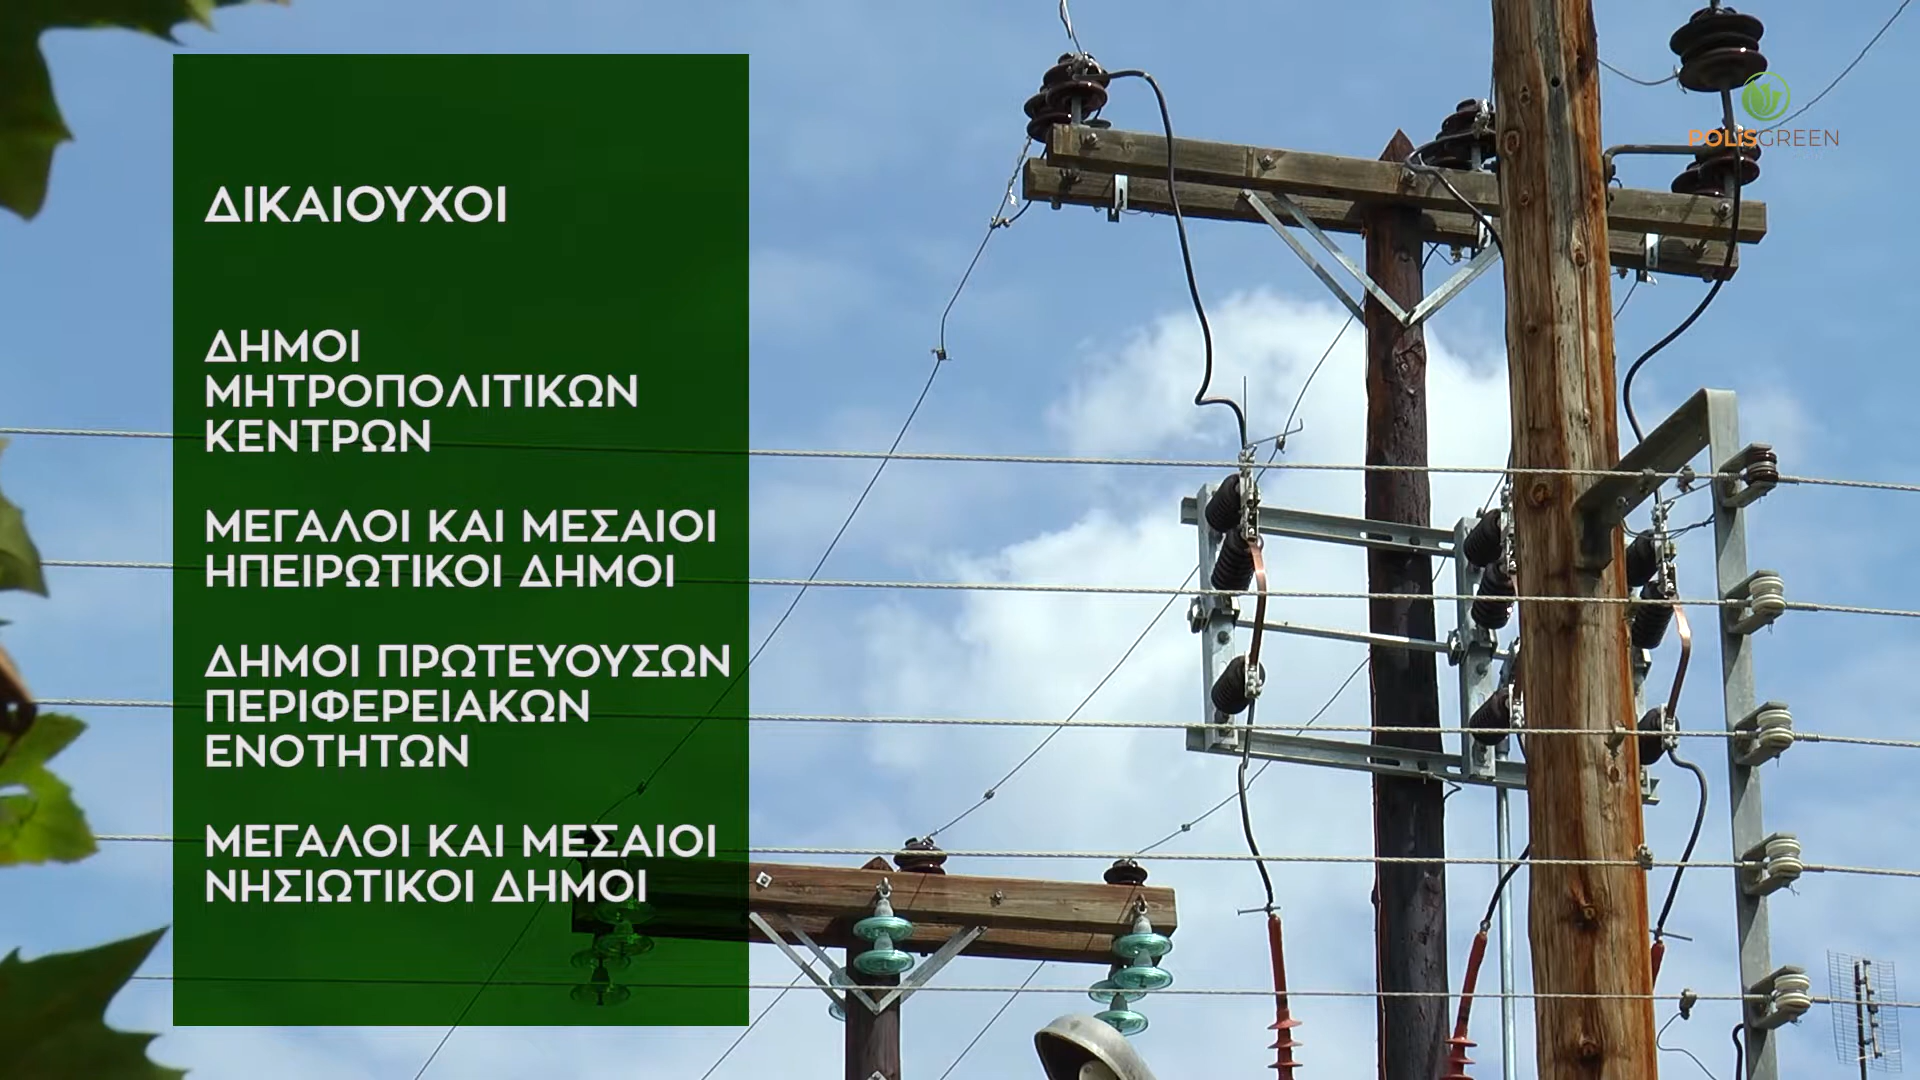 ΔΙΚΑΙΟΥΧΟΙ
ΔΗΜΟΙ
ΜΗΤΡΟΠΟΛΙΤΙΚΩΝ
ΚΕΝΤΡΩΝ
ΜΕΓΑΛΟΙ ΚΑΙ ΜΕΣΑΙΟΙ
ΗΠΕΙΡΩΤΙΚΟΙ ΔΗΜΟΙ
ΔΗΜΟΙ ΠΡΩΤΕΥΟΥΣΩΝ
ΠΕΡΙΦΕΡΕΙΑΚΩΝ
ΕΝΟΤΗΤΩΝ
ΜΕΓΑΛΟΙ ΚΑΙ ΜΕΣΑΙΟΙ
ΝΗΣΙΩΤΙΚΟΙ ΔΗΜΟΙ
POLiSGREEN